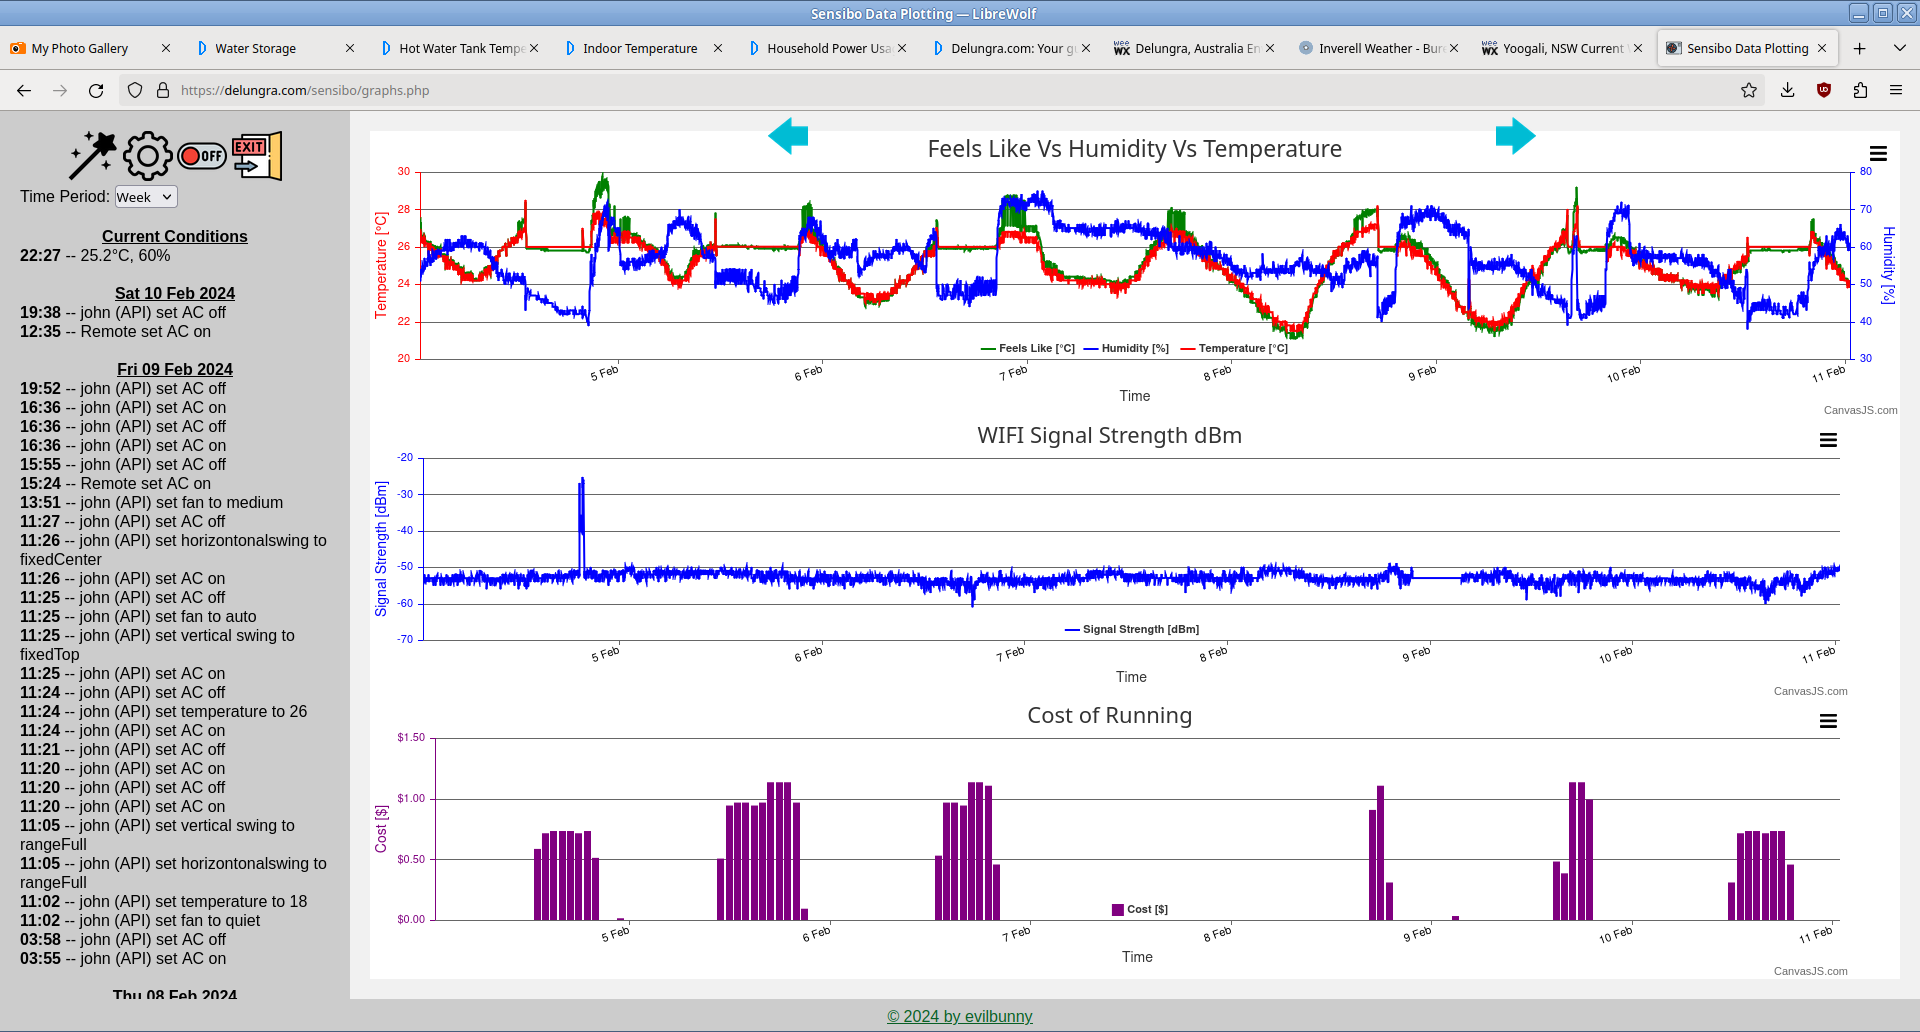 Sensibo Data Plotting — LibreWolf
My Photo Gallery
Water Storage
Hot Water Tank Tempe
Indoor Temperature
Household Power Usa
Delungra.com: Your g
Delungra, Australia En
Inverell Weather - Bur
Yoogali, NSW Current
Sensibo Data Plotting
https://delungra.com/sensibo/graphs.php
OFF
EXIT
Time Period: Week
Current Conditions
22:27 -- 25.2°C, 60%
Sat 10 Feb 2024
19:38 -- john (API) set AC off
12:35 -- Remote set AC on
Fri 09 Feb 2024
19:52 -- john (API) set AC off
16:36 -- john (API) set AC on
16:36 -- john (API) set AC off
16:36 -- john (API) set AC on
15:55 -- john (API) set AC off
15:24 -- Remote set AC on
13:51 -- john (API) set fan to medium
11:27 -- john (API) set AC off
11:26 -- john (API) set horizontonalswing to
fixedCenter
11:26 -- john (API) set AC on
11:25 -- john (API) set AC off
11:25 -- john (API) set fan to auto
11:25 -- john (API) set vertical swing to
fixedTop
11:25 -- john (API) set AC on
11:24 -- john (API) set AC off
11:24 -- john (API) set temperature to 26
11:24 -- john (API) set AC on
11:21 -- john (API) set AC off
11:20 -- john (API) set AC on
11:20 -- john (API) set AC off
11:20 -- john (API) set AC on
11:05 -- john (API) set vertical swing to
rangeFull
11:05 -- john (API) set horizontonalswing to
rangeFull
11:02 -- john (API) set temperature to 18
11:02 -- john (API) set fan to quiet
03:58 -- john (API) set AC off
03:55 -- john (API) set AC on
Thu 08 Feb 2024
Feels Like Vs Humidity Vs Temperature
Temperature [°C]
30
28
26
24
22
20
80
70
60
50
40
30
Humidity [%]
Feels Like [°C] Humidity [%] Temperature [°C]
5 Feb 6 Feb 7 Feb 8 Feb 9 Feb 10 Feb 11 Feb
Time
CanvasJS.com
WIFI Signal Strength dBm
Signal Strength [dBm]
-20
-30
-40
-50
-60
-70
Signal Strength [dBm]
5 Feb 6 Feb 7 Feb 8 Feb 9 Feb 10 Feb 11 Feb
Time
CanvasJS.com
Cost of Running
Cost [$]
$1.50
$1.00
$0.50
$0.00
Cost [$]
5 Feb 6 Feb 7 Feb 8 Feb 9 Feb 10 Feb 11 Feb
Time
CanvasJS.com
© 2024 by evilbunny